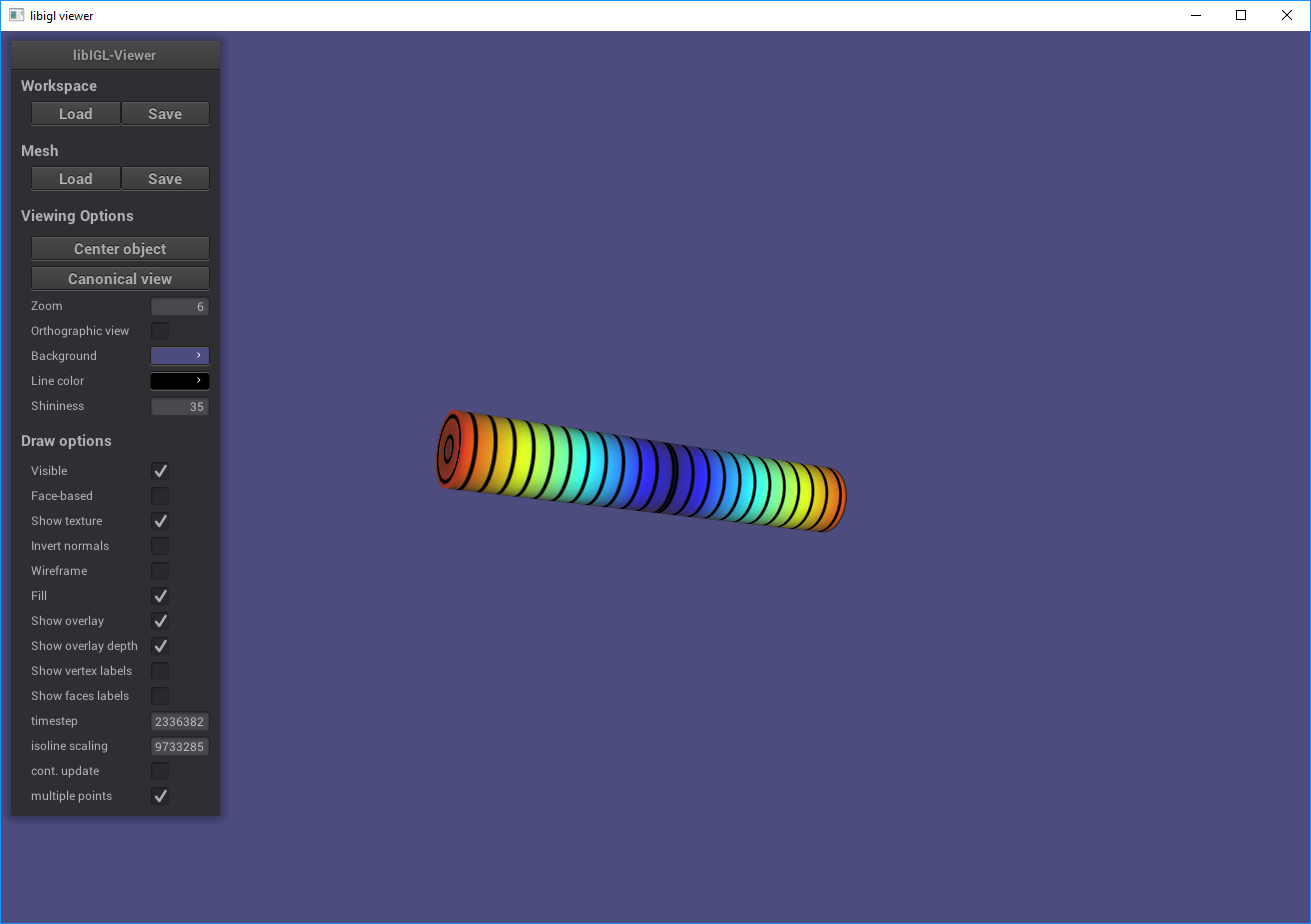 libigl viewer
libIGL-Viewer
Workspace
Load Save
Mesh
Load Save
Viewing Options
Center object
Canonical view
Zoom 6
Orthographic view
Background
Line color
Shininess 35
Draw options
Visible
Face-based
Show texture
Invert normals
Wireframe
Fill
Show overlay
Show overlay depth
Show vertex labels
Show faces labels
timestep 2336382
isoline scaling 9733285
cont. update
multiple points